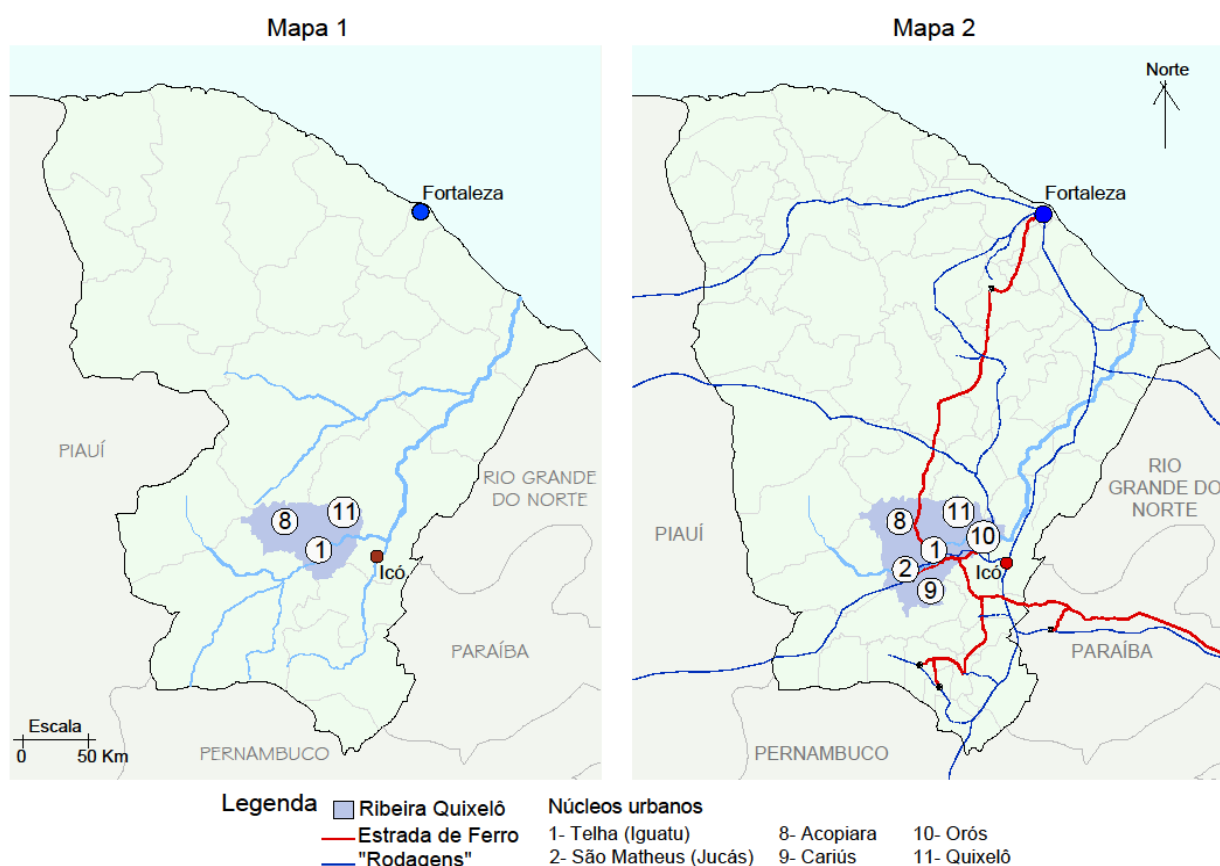 Mapa 1
Mapa 2
Norte
Fortaleza
Fortaleza
PIAUÍ
RIO GRANDE
DO NORTE
8
11
1
Icó
PARAÍBA
PERNAMBUCO
Escala
0 50 Km
PIAUÍ
RIO
GRANDE DO
NORTE
8
11
10
1
2
9
Icó
PARAÍBA
PERNAMBUCO
Legenda
Ribeira Quixelô
Estrada de Ferro
"Rodagens"
Núcleos urbanos
1- Telha (Iguatu)
2- São Matheus (Jucás)
8- Acopiara
9- Cariús
10- Orós
11- Quixelô